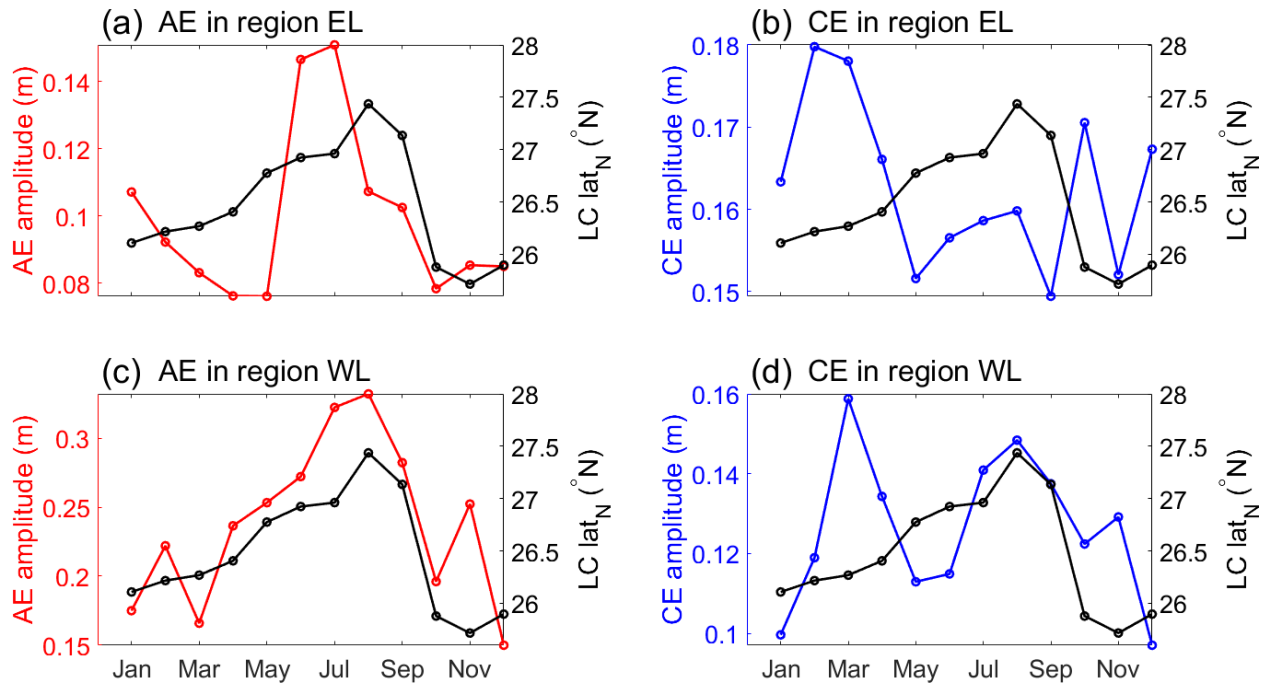 (a) AE in region EL
AE amplitude (m)
0.14
0.12
0.1
0.08
28
27.5
27
26.5
26
LC lat_N (°N)
(b) CE in region EL
CE amplitude (m)
0.18
0.17
0.16
0.15
28
27.5
27
26.5
26
LC lat_N (°N)
(c) AE in region WL
AE amplitude (m)
0.3
0.25
0.2
0.15
28
27.5
27
26.5
26
LC lat_N (°N)
Jan Mar May Jul Sep Nov
(d) CE in region WL
CE amplitude (m)
0.16
0.14
0.12
0.1
28
27.5
27
26.5
26
LC lat_N (°N)
Jan Mar May Jul Sep Nov